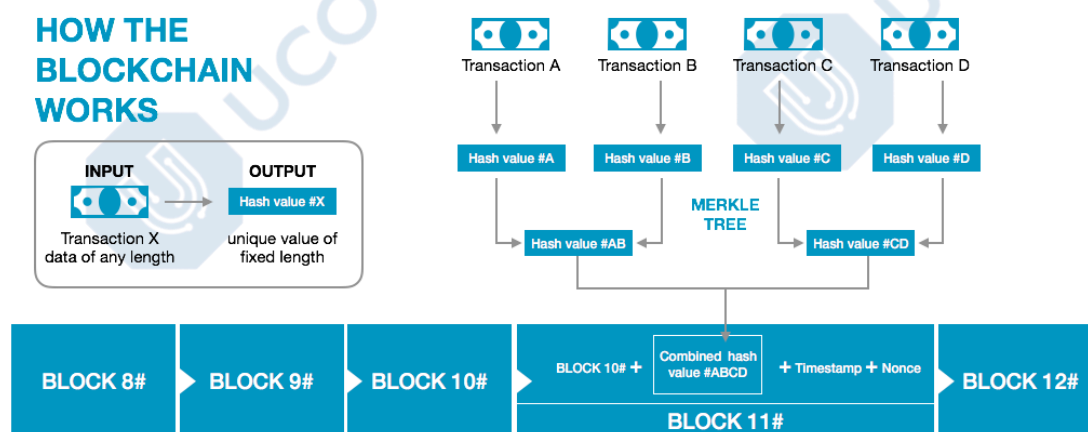 HOW THE
BLOCKCHAIN
WORKS
INPUT
OUTPUT
Hash value #X
Transaction X
data of any length
unique value of
fixed length
Transaction A
Transaction B
Transaction C
Transaction D
Hash value #A
Hash value #B
Hash value #C
Hash value #D
MERKLE
TREE
Hash value #AB
Hash value #CD
BLOCK 8#
BLOCK 9#
BLOCK 10#
BLOCK 10# +
Combined hash
value #ABCD
+ Timestamp + Nonce
BLOCK 11#
BLOCK 12#